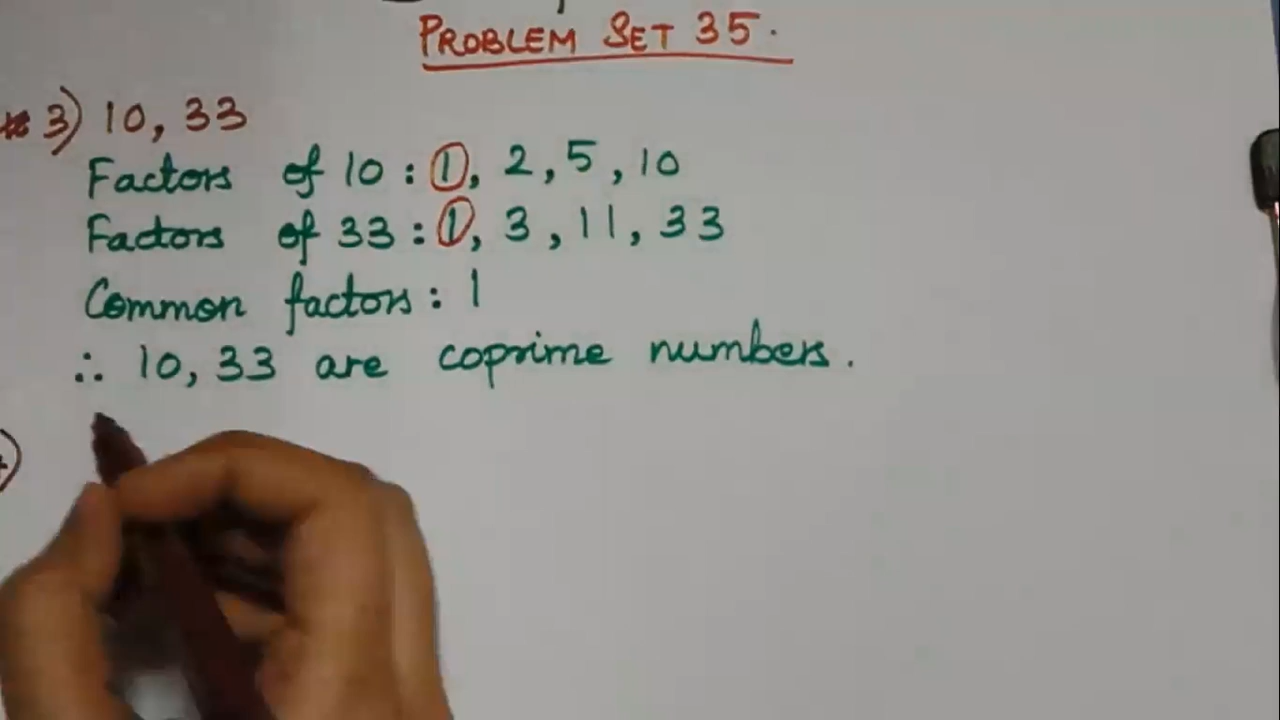 PROBLEM SET 35.
3) 10, 33
Factors of 10 : 1, 2, 5, 10
Factors of 33 : 1, 3, 11, 33
Common factors : 1
∴ 10, 33 are coprime numbers.
)